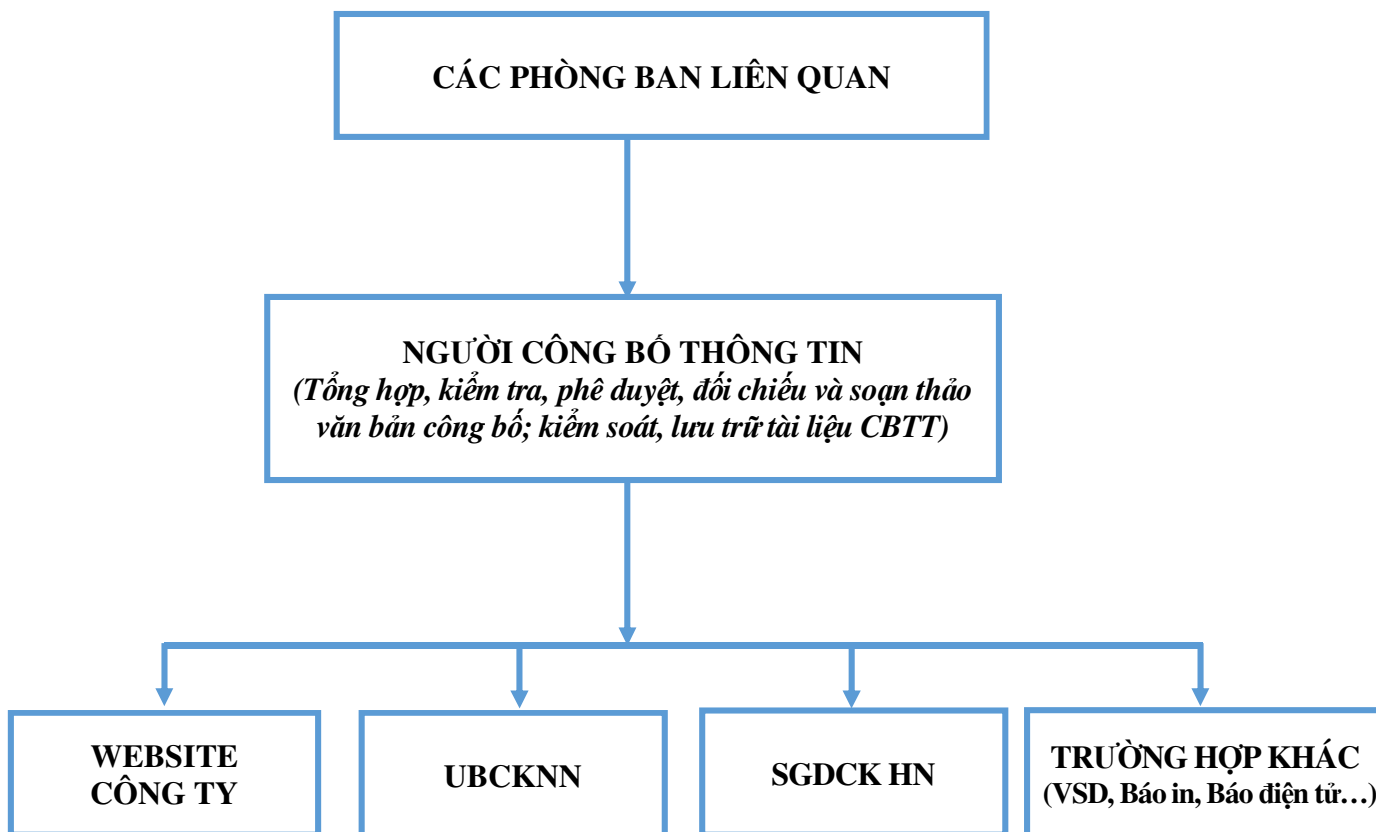 CÁC PHÒNG BAN LIÊN QUAN
NGƯỜI CÔNG BỐ THÔNG TIN
(Tổng hợp, kiểm tra, phê duyệt, đối chiếu và soạn thảo
văn bản công bố; kiểm soát, lưu trữ tài liệu CBTT)
WEBSITE
CÔNG TY
UBCKNN
SGDCK HN
TRƯỜNG HỢP KHÁC
(VSD, Báo in, Báo điện tử…)